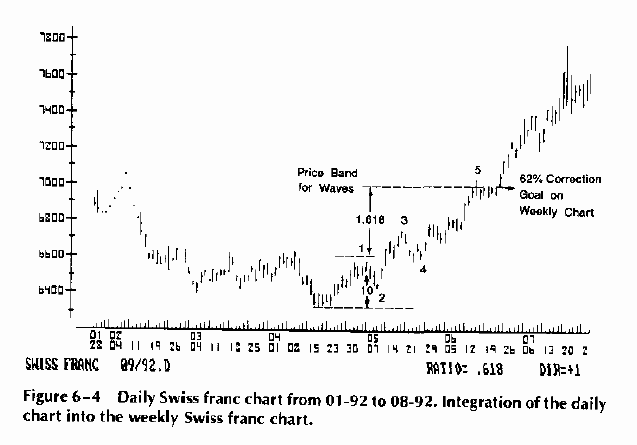 7800
7600
7400
7200
7000
6800
6600
6400
Price Band
for Waves
1.618
1
3
10
2
4
5
62% Correction
Goal on
Weekly Chart
01 02 03 04 05 06 07
28 04 11 19 26 04 11 18 25 01 02 15 23 30 07 14 21 29 05 12 19 26 06 13 20 2
SWISS FRANC 09/92.D RATIO= .618 DIR=+1
Figure 6–4 Daily Swiss franc chart from 01-92 to 08-92. Integration of the daily
chart into the weekly Swiss franc chart.